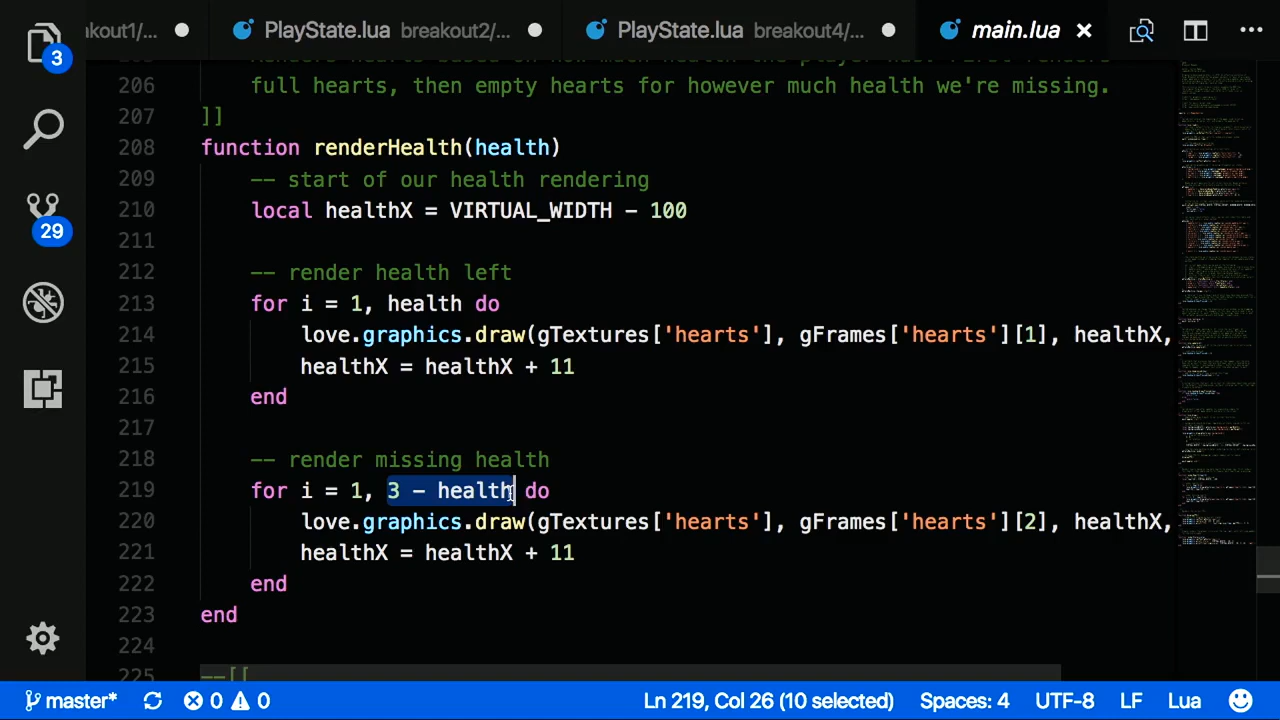 akout1/... PlayState.lua breakout2/... PlayState.lua breakout4/... main.lua
3
29
206 full hearts, then empty hearts for however much health we're missing.
207 ]]
208 function renderHealth(health)
209 -- start of our health rendering
210 local healthX = VIRTUAL_WIDTH - 100
211
212 -- render health left
213 for i = 1, health do
214 love.graphics.draw(gTextures['hearts'], gFrames['hearts'][1], healthX,
215 healthX = healthX + 11
216 end
217
218 -- render missing health
219 for i = 1, 3 - health do
220 love.graphics.draw(gTextures['hearts'], gFrames['hearts'][2], healthX,
221 healthX = healthX + 11
222 end
223 end
224
225 --[[
master* 0 0 Ln 219, Col 26 (10 selected) Spaces: 4 UTF-8 LF Lua